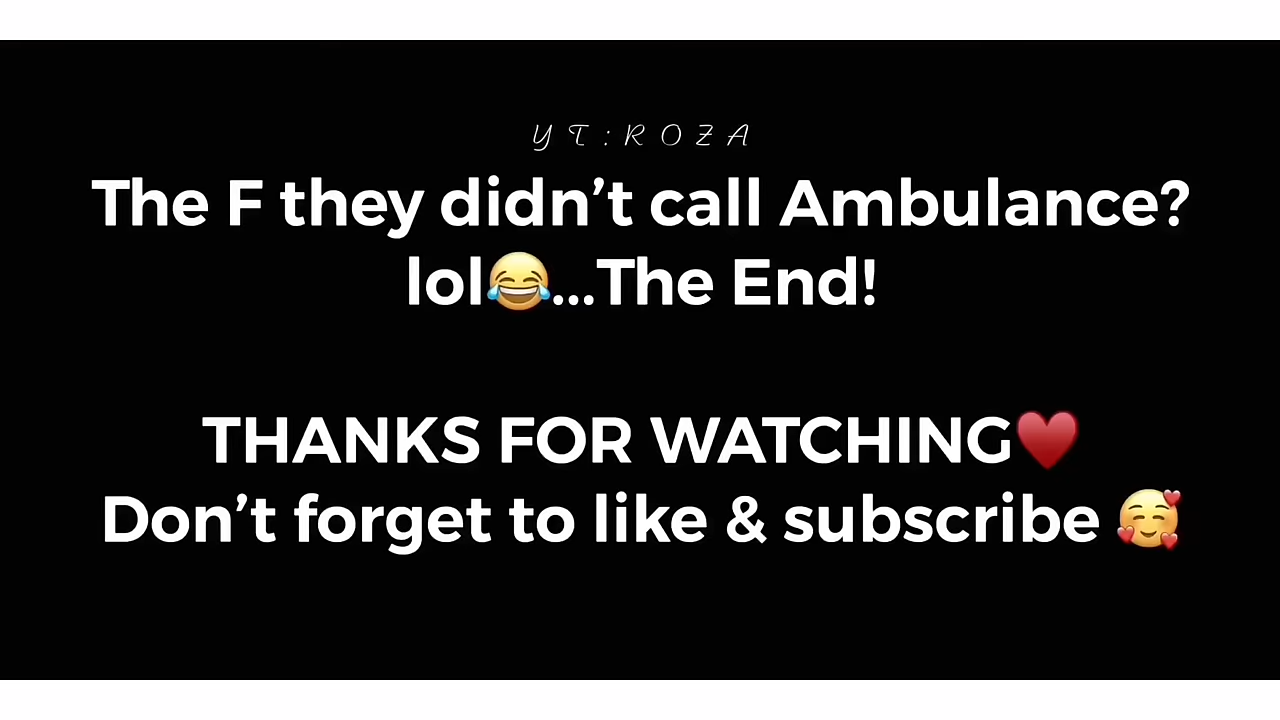 YT:ROZA
The F they didn’t call Ambulance?
lol😂...The End!
THANKS FOR WATCHING♥️
Don’t forget to like & subscribe 🥰